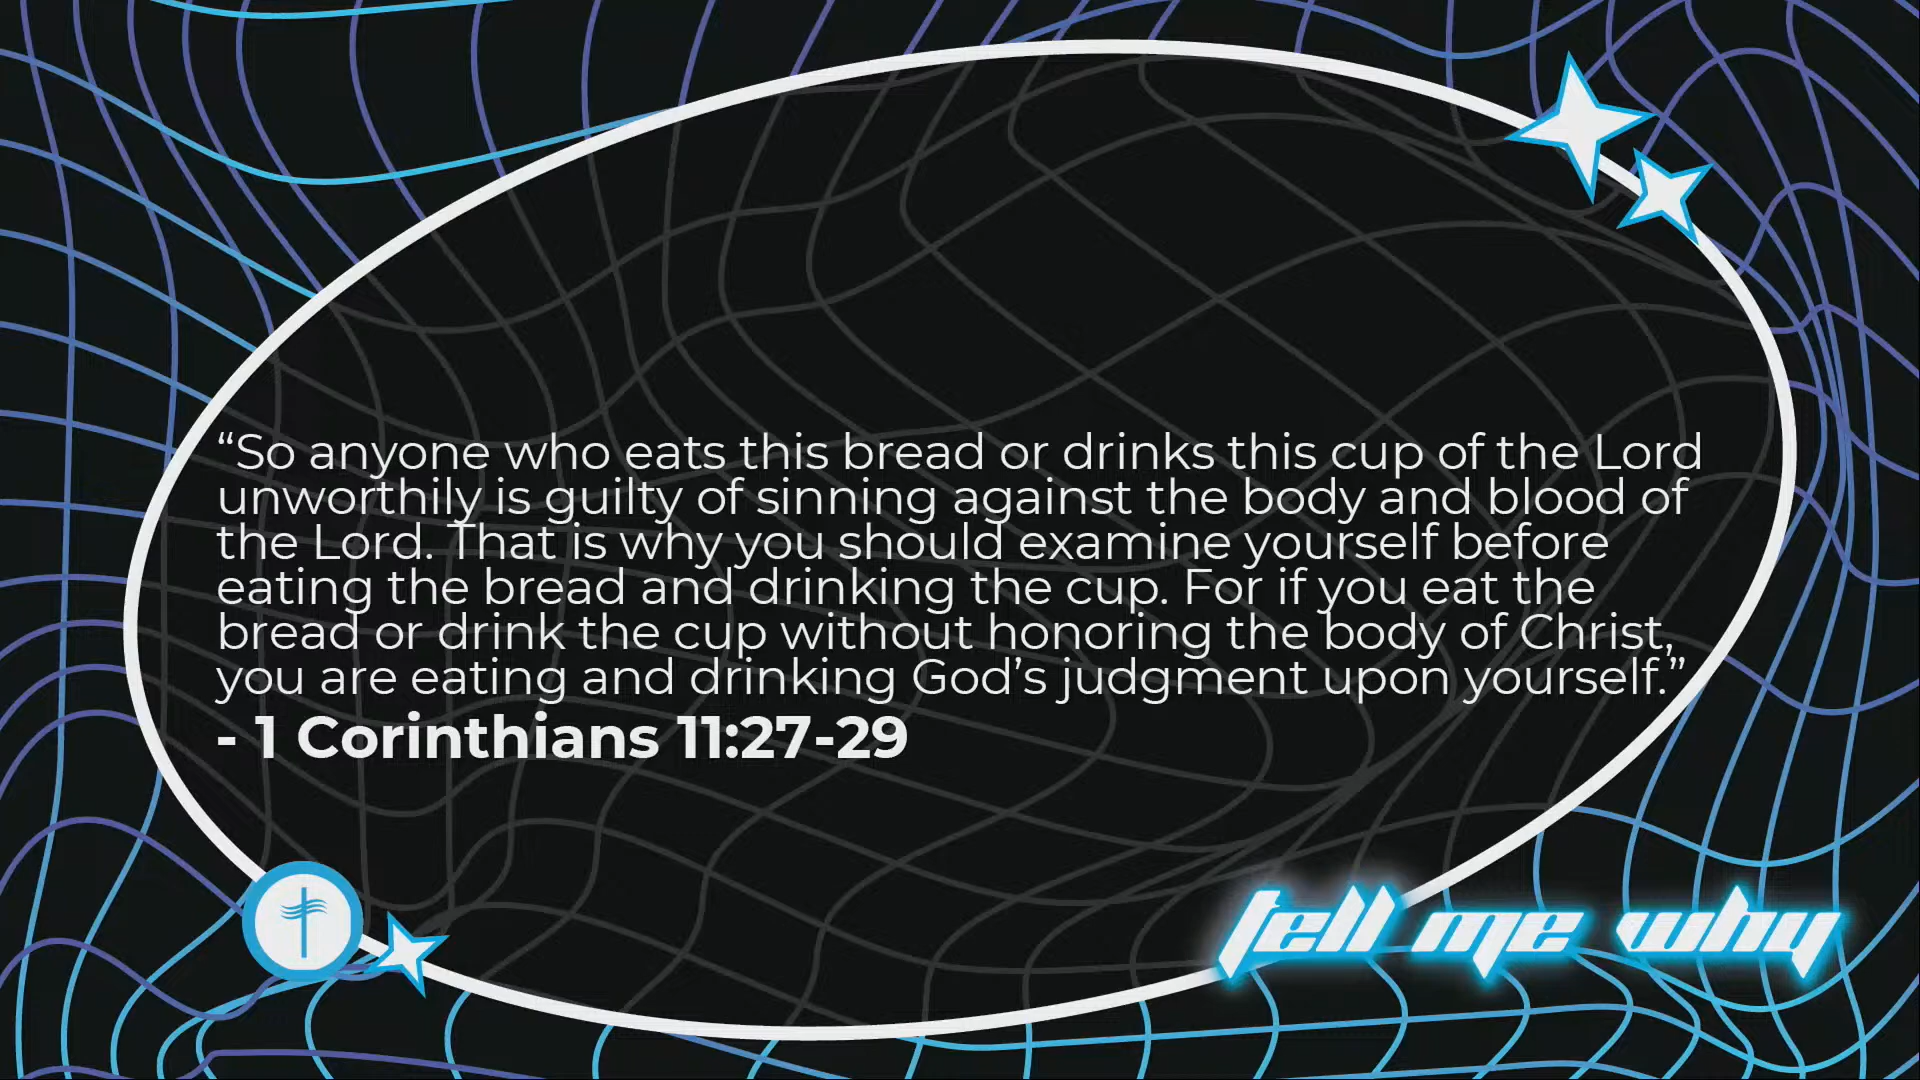 “So anyone who eats this bread or drinks this cup of the Lord
unworthily is guilty of sinning against the body and blood of
the Lord. That is why you should examine yourself before
eating the bread and drinking the cup. For if you eat the
bread or drink the cup without honoring the body of Christ,
you are eating and drinking God’s judgment upon yourself.”
- 1 Corinthians 11:27-29
tell me why